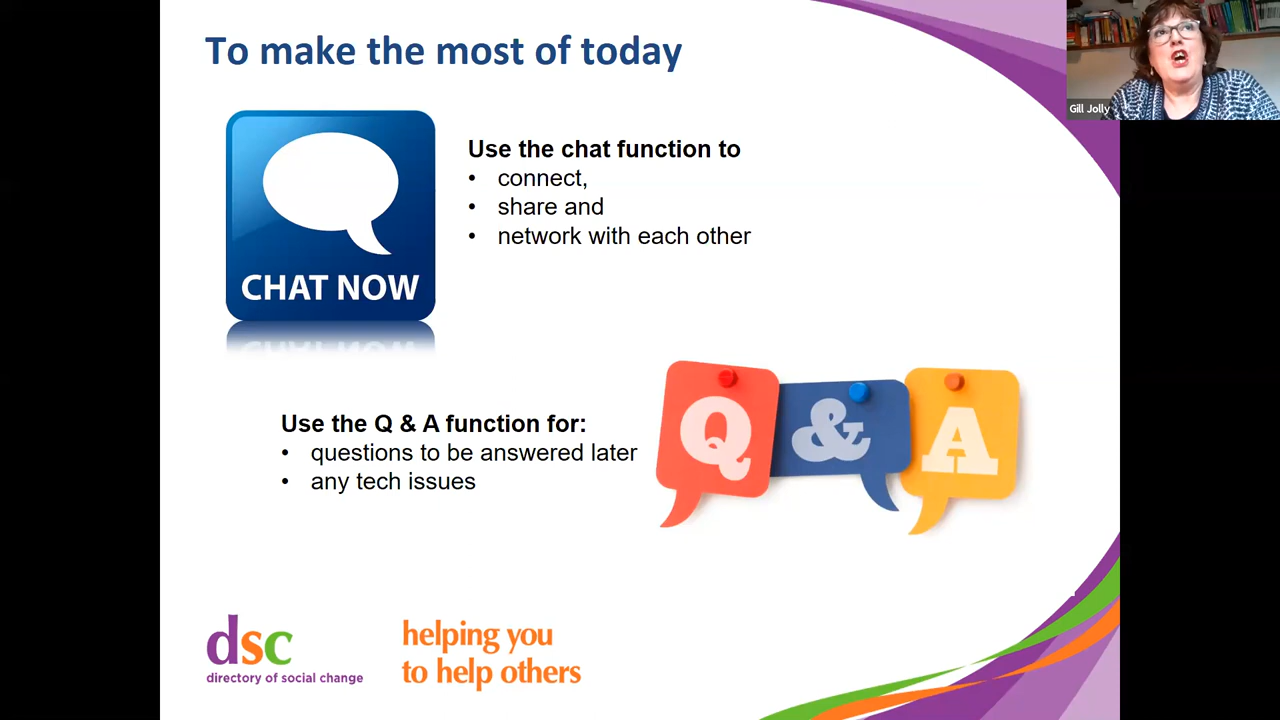 To make the most of today
Gill Jolly
CHAT NOW
Use the chat function to
• connect,
• share and
• network with each other
Use the Q & A function for:
• questions to be answered later
• any tech issues
Q & A
dsc
directory of social change
helping you
to help others